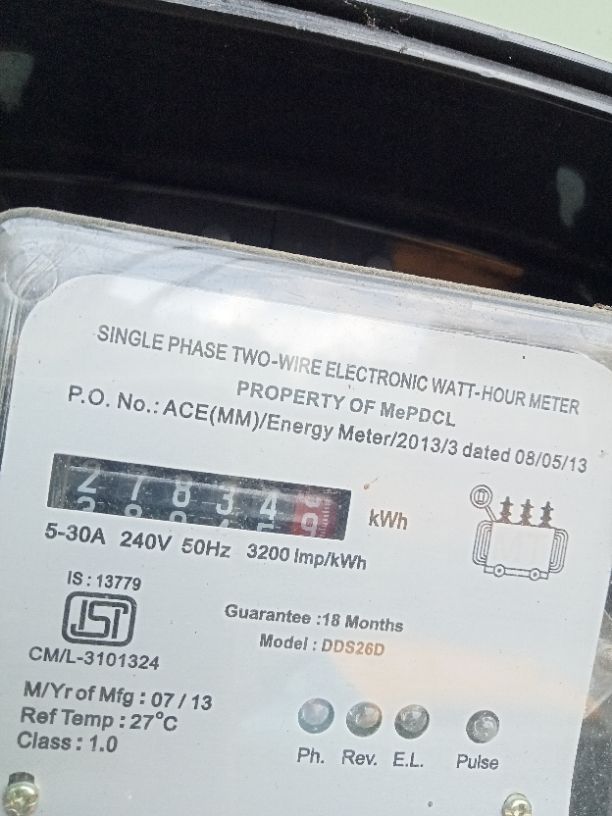 SINGLE PHASE TWO-WIRE ELECTRONIC WATT-HOUR METER
PROPERTY OF MePDCL
P.O. No.: ACE(MM)/Energy Meter/2013/3 dated 08/05/13
2 7 8 3 4 9 kWh
5-30A 240V 50Hz 3200 Imp/kWh
IS : 13779
ISI
CM/L-3101324
Guarantee :18 Months
Model : DDS26D
M/Yr of Mfg : 07 / 13
Ref Temp : 27°C
Class : 1.0
Ph. Rev. E.L. Pulse